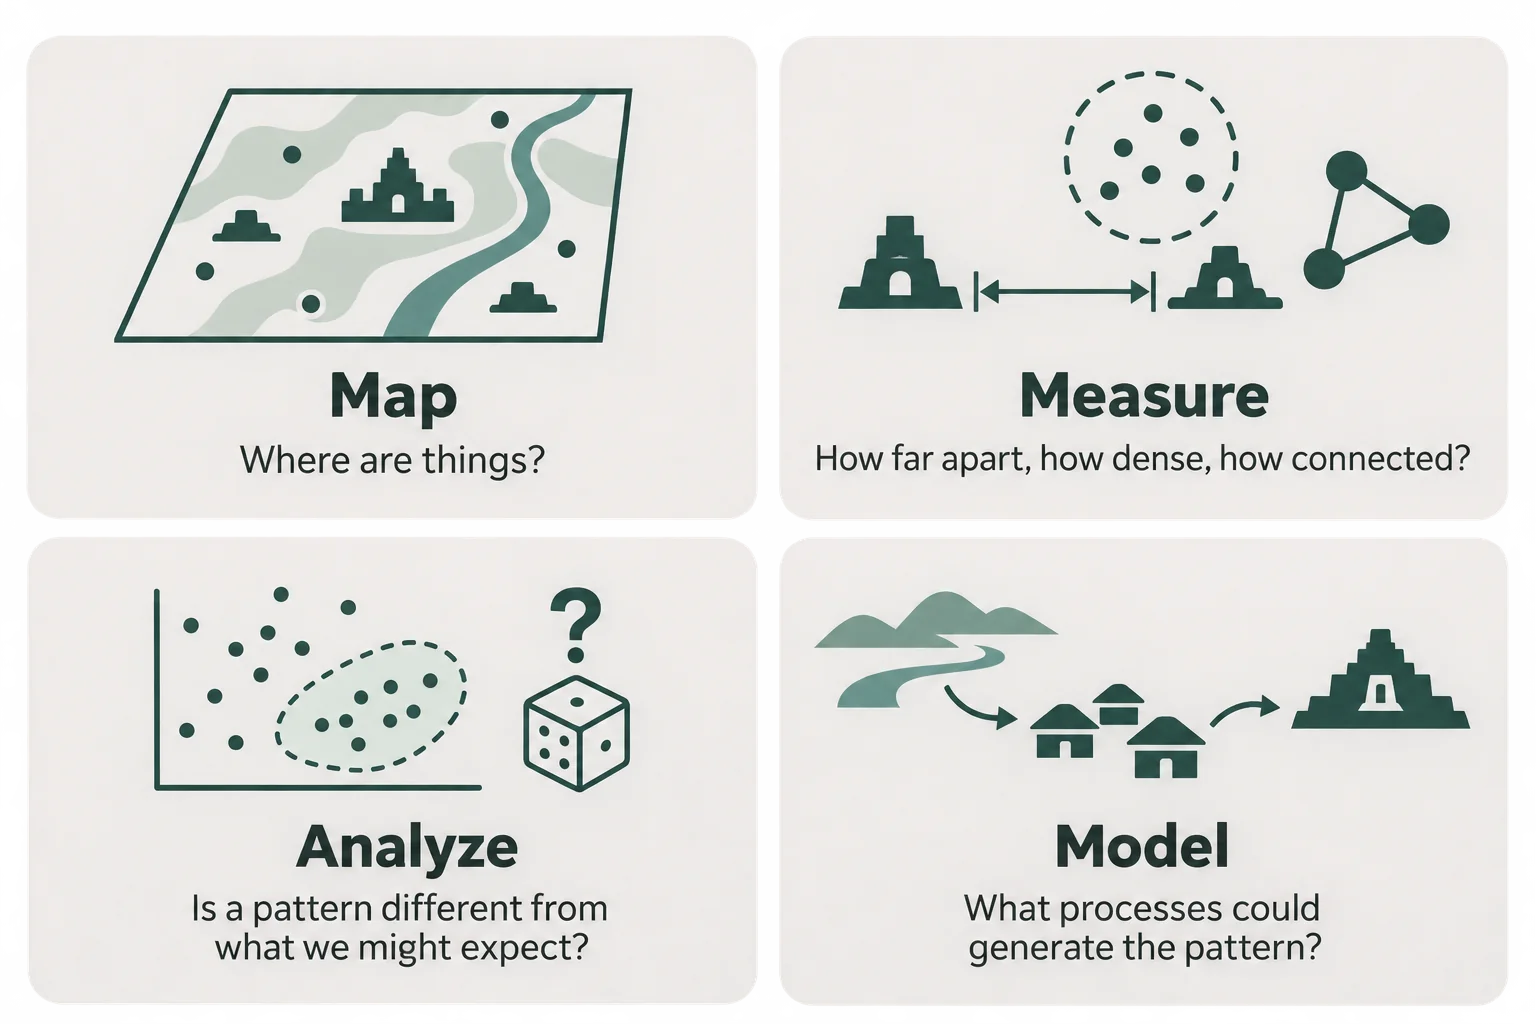 Map
Where are things?
Measure
How far apart, how dense, how connected?
?
Analyze
Is a pattern different from
what we might expect?
Model
What processes could
generate the pattern?